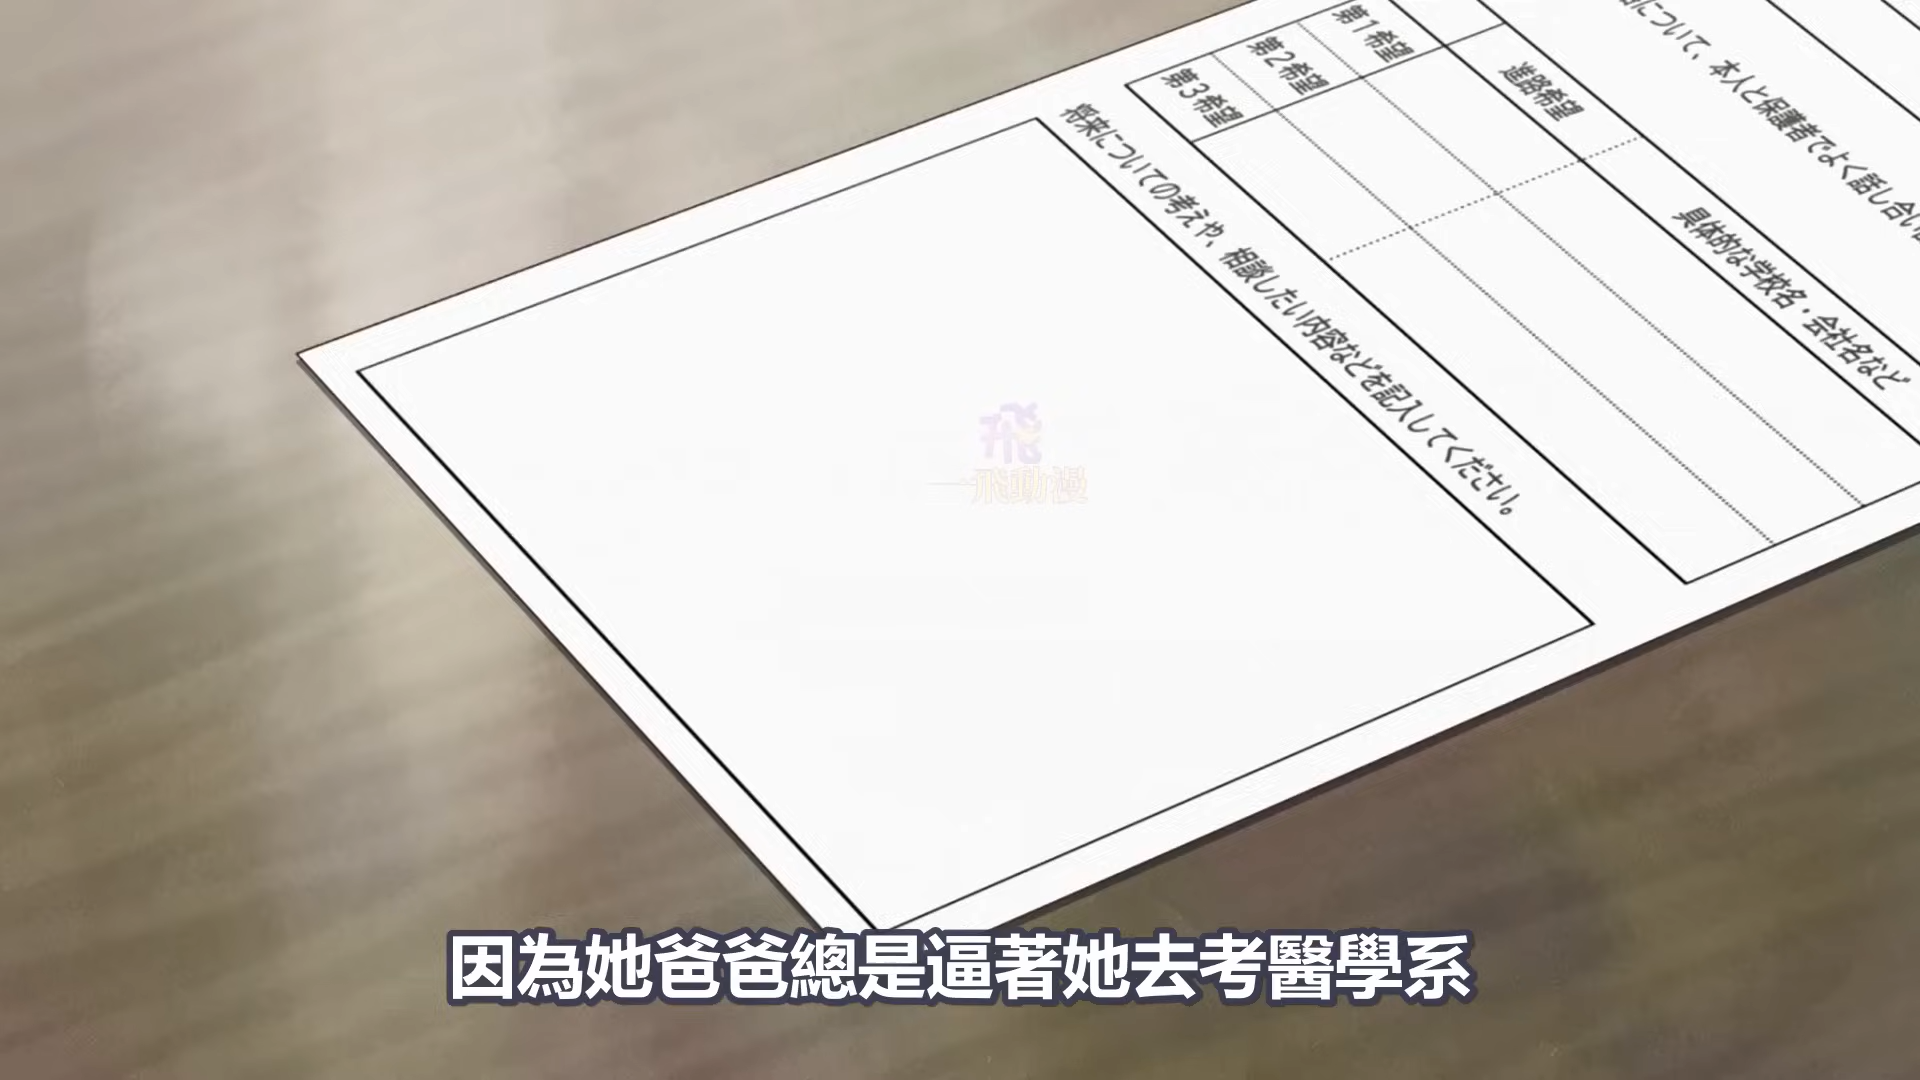 について、本人と保護者でよく話し合い
進路希望
具体的な学校名・会社名など
第1希望
第2希望
第3希望
将来についての考えや、相談したい内容などを記入してください。
飛
一飛動漫
因為她爸爸總是逼著她去考醫學系